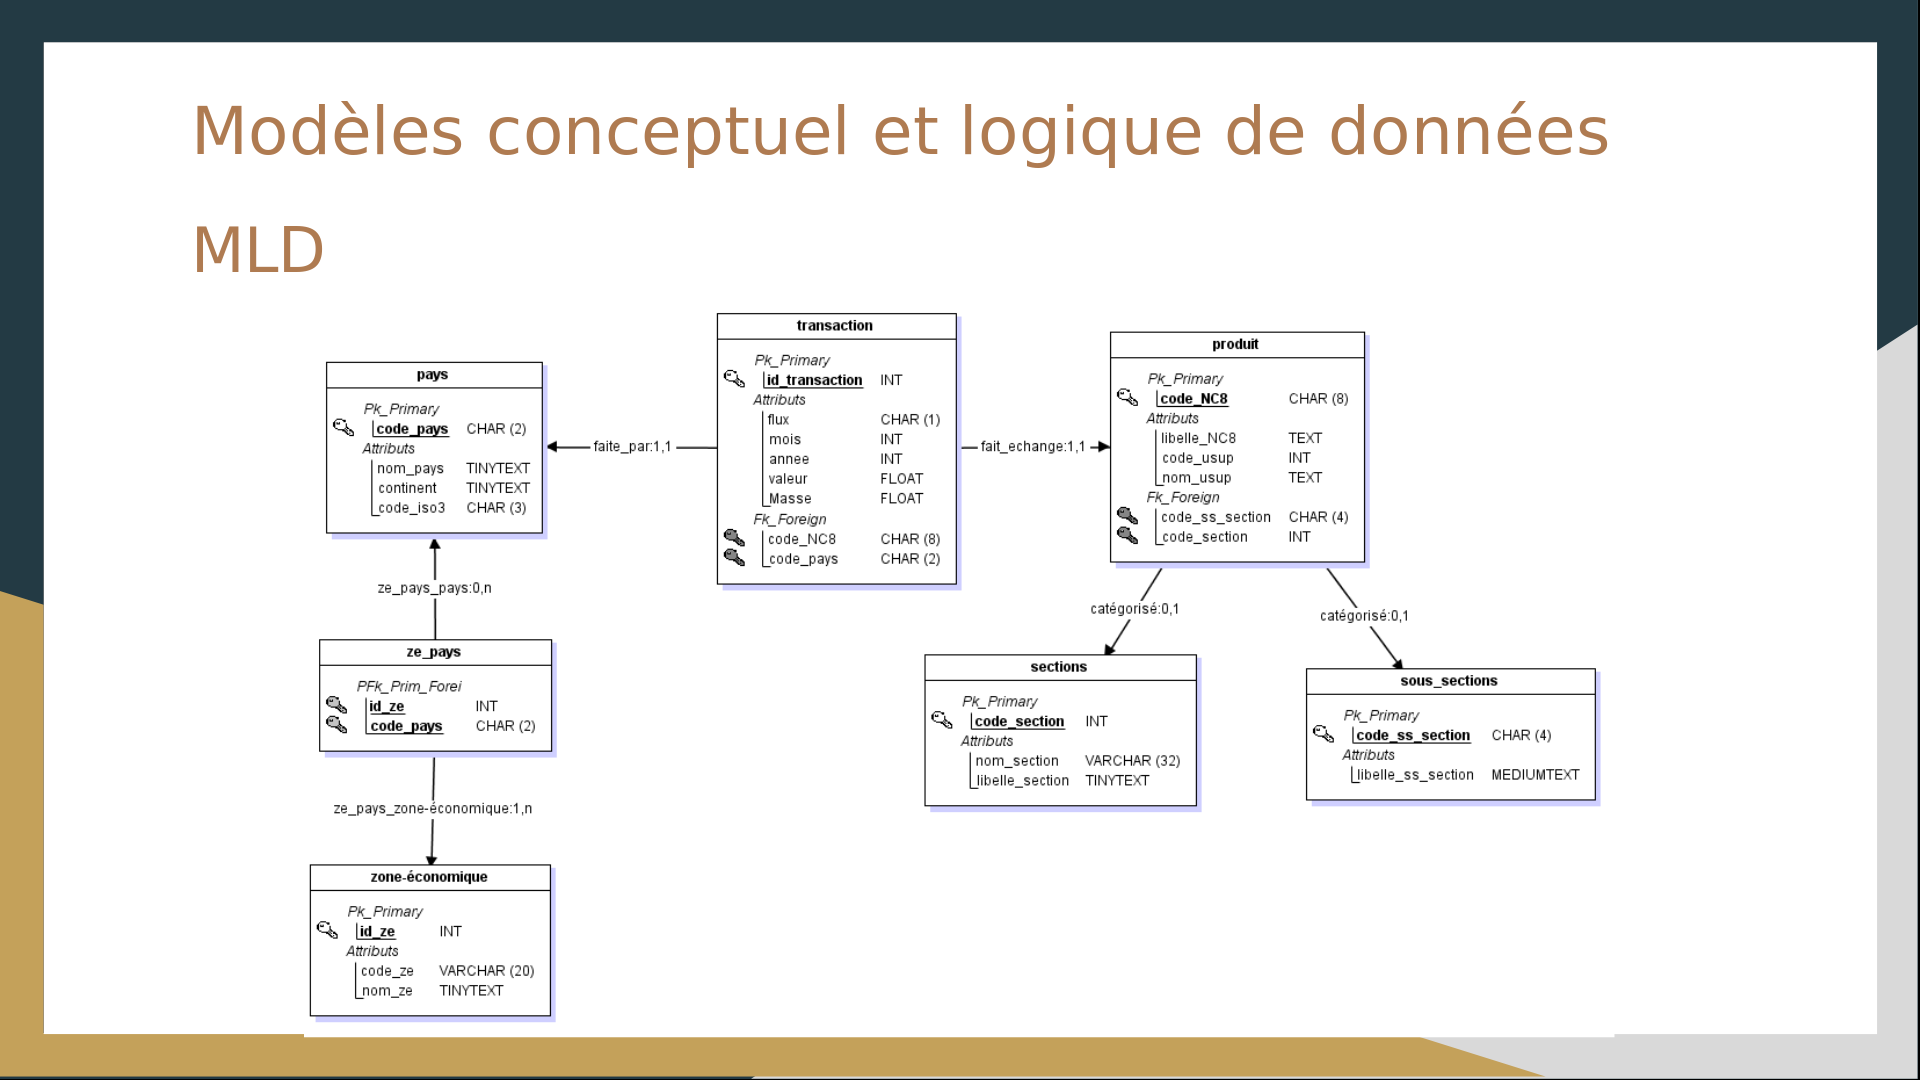 Modèles conceptuel et logique de données
MLD
pays
Pk_Primary
code_pays CHAR (2)
Attributs
nom_pays TINYTEXT
continent TINYTEXT
code_iso3 CHAR (3)
faite_par:1,1
transaction
Pk_Primary
id_transaction INT
Attributs
flux CHAR (1)
mois INT
annee INT
valeur FLOAT
Masse FLOAT
Fk_Foreign
code_NC8 CHAR (8)
code_pays CHAR (2)
fait_echange:1,1
produit
Pk_Primary
code_NC8 CHAR (8)
Attributs
libelle_NC8 TEXT
code_usup INT
nom_usup TEXT
Fk_Foreign
code_ss_section CHAR (4)
code_section INT
ze_pays_pays:0,n
catégorisé:0,1
catégorisé:0,1
ze_pays
PFk_Prim_Forei
id_ze INT
code_pays CHAR (2)
sections
Pk_Primary
code_section INT
Attributs
nom_section VARCHAR (32)
libelle_section TINYTEXT
sous_sections
Pk_Primary
code_ss_section CHAR (4)
Attributs
libelle_ss_section MEDIUMTEXT
ze_pays_zone-économique:1,n
zone-économique
Pk_Primary
id_ze INT
Attributs
code_ze VARCHAR (20)
nom_ze TINYTEXT